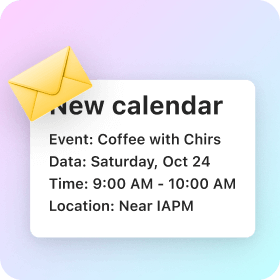 New calendar
Event: Coffee with Chirs
Data: Saturday, Oct 24
Time: 9:00 AM - 10:00 AM
Location: Near IAPM